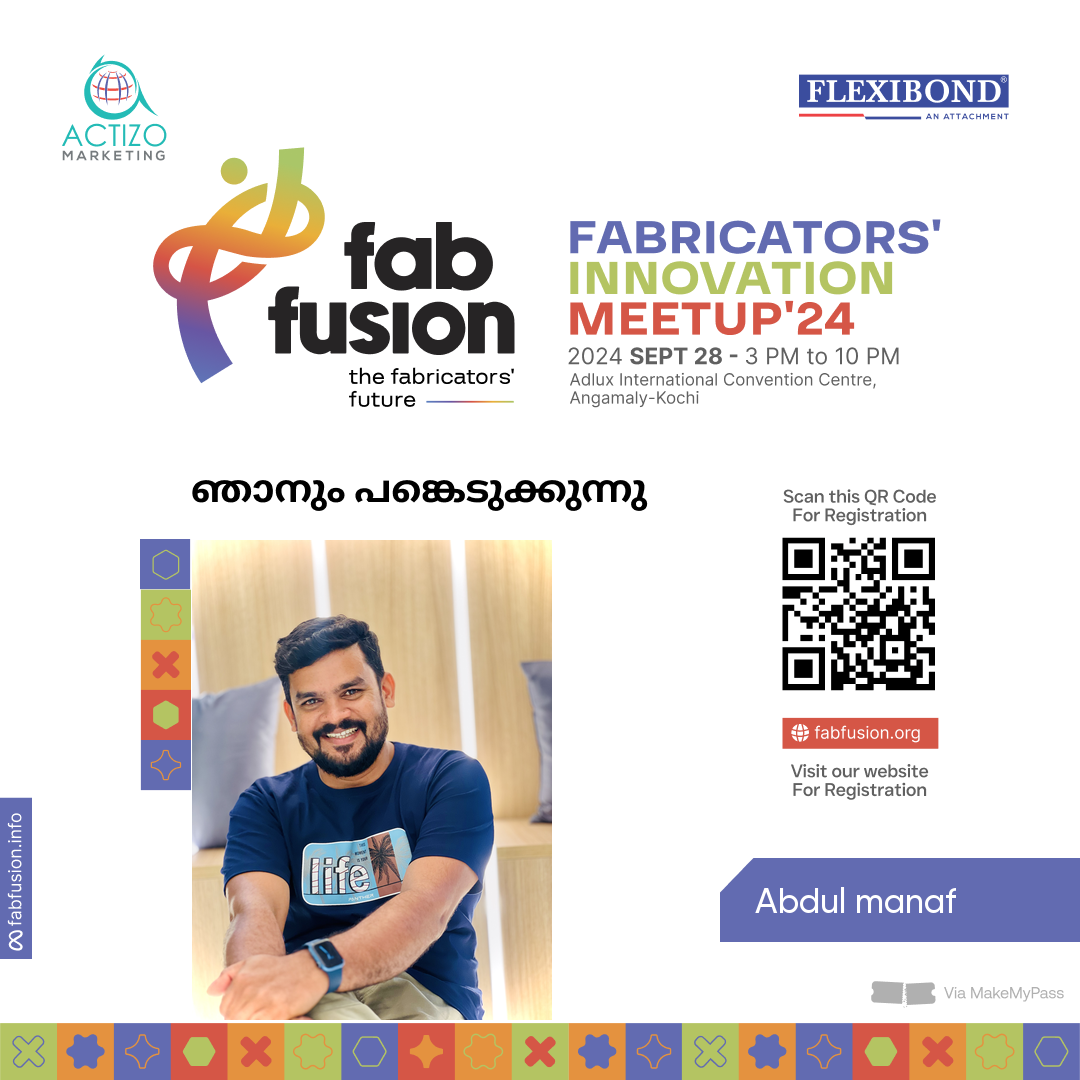 ACTIZO
MARKETING
FLEXIBOND®
AN ATTACHMENT
fab
fusion
the fabricators'
future
FABRICATORS'
INNOVATION
MEETUP'24
2024 SEPT 28 - 3 PM to 10 PM
Adlux International Convention Centre,
Angamaly-Kochi
ഞാനും പങ്കെടുക്കുന്നു
Scan this QR Code
For Registration
fabfusion.org
Visit our website
For Registration
life
fabfusion.info
Abdul manaf
Via MakeMyPass